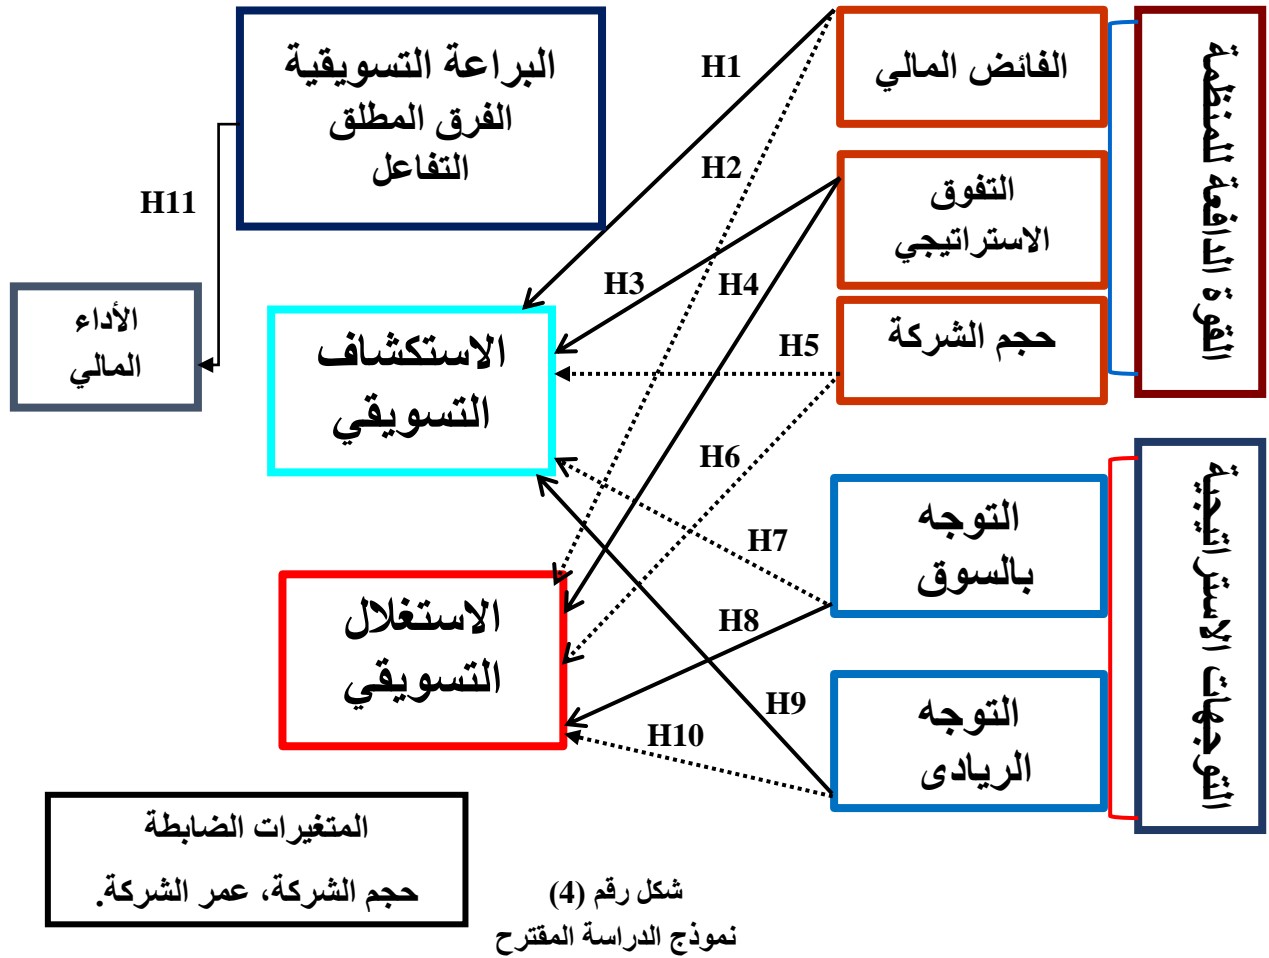 القوة الدافعة للمنظمة
الفائض المالي
التفوق
الاستراتيجي
حجم الشركة
التوجهات الاستراتيجية
التوجه
بالسوق
التوجه
الريادى
H1
H2
H3
H4
H5
H6
H7
H8
H9
H10
H11
البراعة التسويقية
الفرق المطلق
التفاعل
الاستكشاف
التسويقي
الاستغلال
التسويقي
الأداء
المالي
المتغيرات الضابطة
حجم الشركة، عمر الشركة.
شكل رقم (4)
نموذج الدراسة المقترح